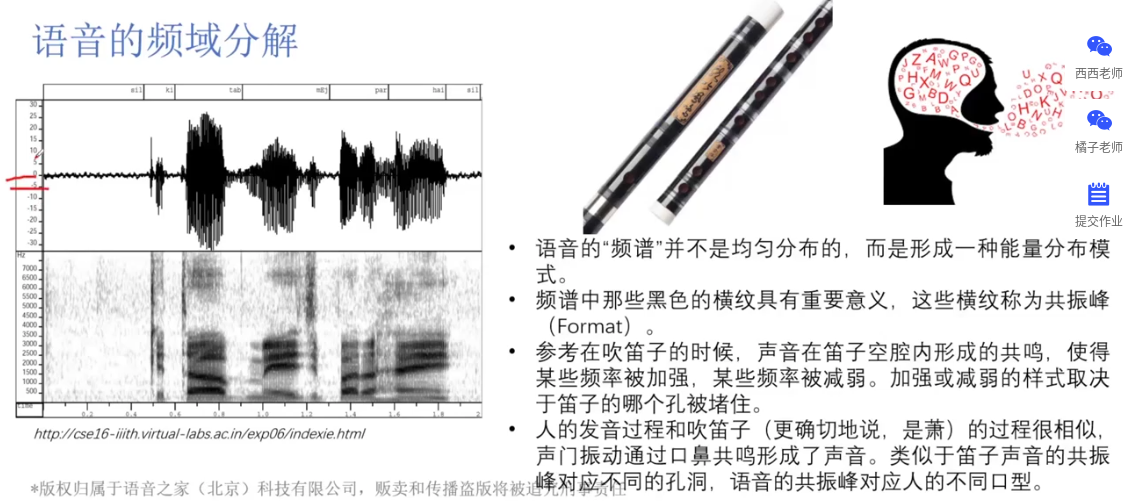 语音的频域分解
sil ki tab mEj par hai sil
30
25
20
15
10
5
0
-5
-10
-15
-20
-25
-30
Hz
7000
6500
6000
5500
5000
4500
4000
3500
3000
2500
2000
1500
1000
500
time 0.2 0.4 0.6 0.8 1.0 1.2 1.4 1.6 1.8 2
http://cse16-iiith.virtual-labs.ac.in/exp06/indexie.html
西西老师
橘子老师
提交作业
• 语音的“频谱”并不是均匀分布的，而是形成一种能量分布模
式。
• 频谱中那些黑色的横纹具有重要意义，这些横纹称为共振峰
（Format）。
• 参考在吹笛子的时候，声音在笛子空腔内形成的共鸣，使得
某些频率被加强，某些频率被减弱。加强或减弱的样式取决
于笛子的哪个孔被堵住。
• 人的发音过程和吹笛子（更确切地说，是萧）的过程很相似，
声门振动通过口鼻共鸣形成了声音。类似于笛子声音的共振
峰对应不同的孔洞，语音的共振峰对应人的不同口型。
*版权归属于语音之家（北京）科技有限公司，贩卖和传播盗版将被追究刑事责任